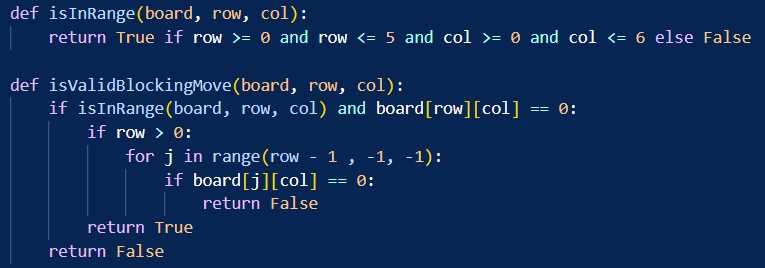 def isInRange(board, row, col):
    return True if row >= 0 and row <= 5 and col >= 0 and col <= 6 else False

def isValidBlockingMove(board, row, col):
    if isInRange(board, row, col) and board[row][col] == 0:
        if row > 0:
            for j in range(row - 1 , -1, -1):
                if board[j][col] == 0:
                    return False
        return True
    return False